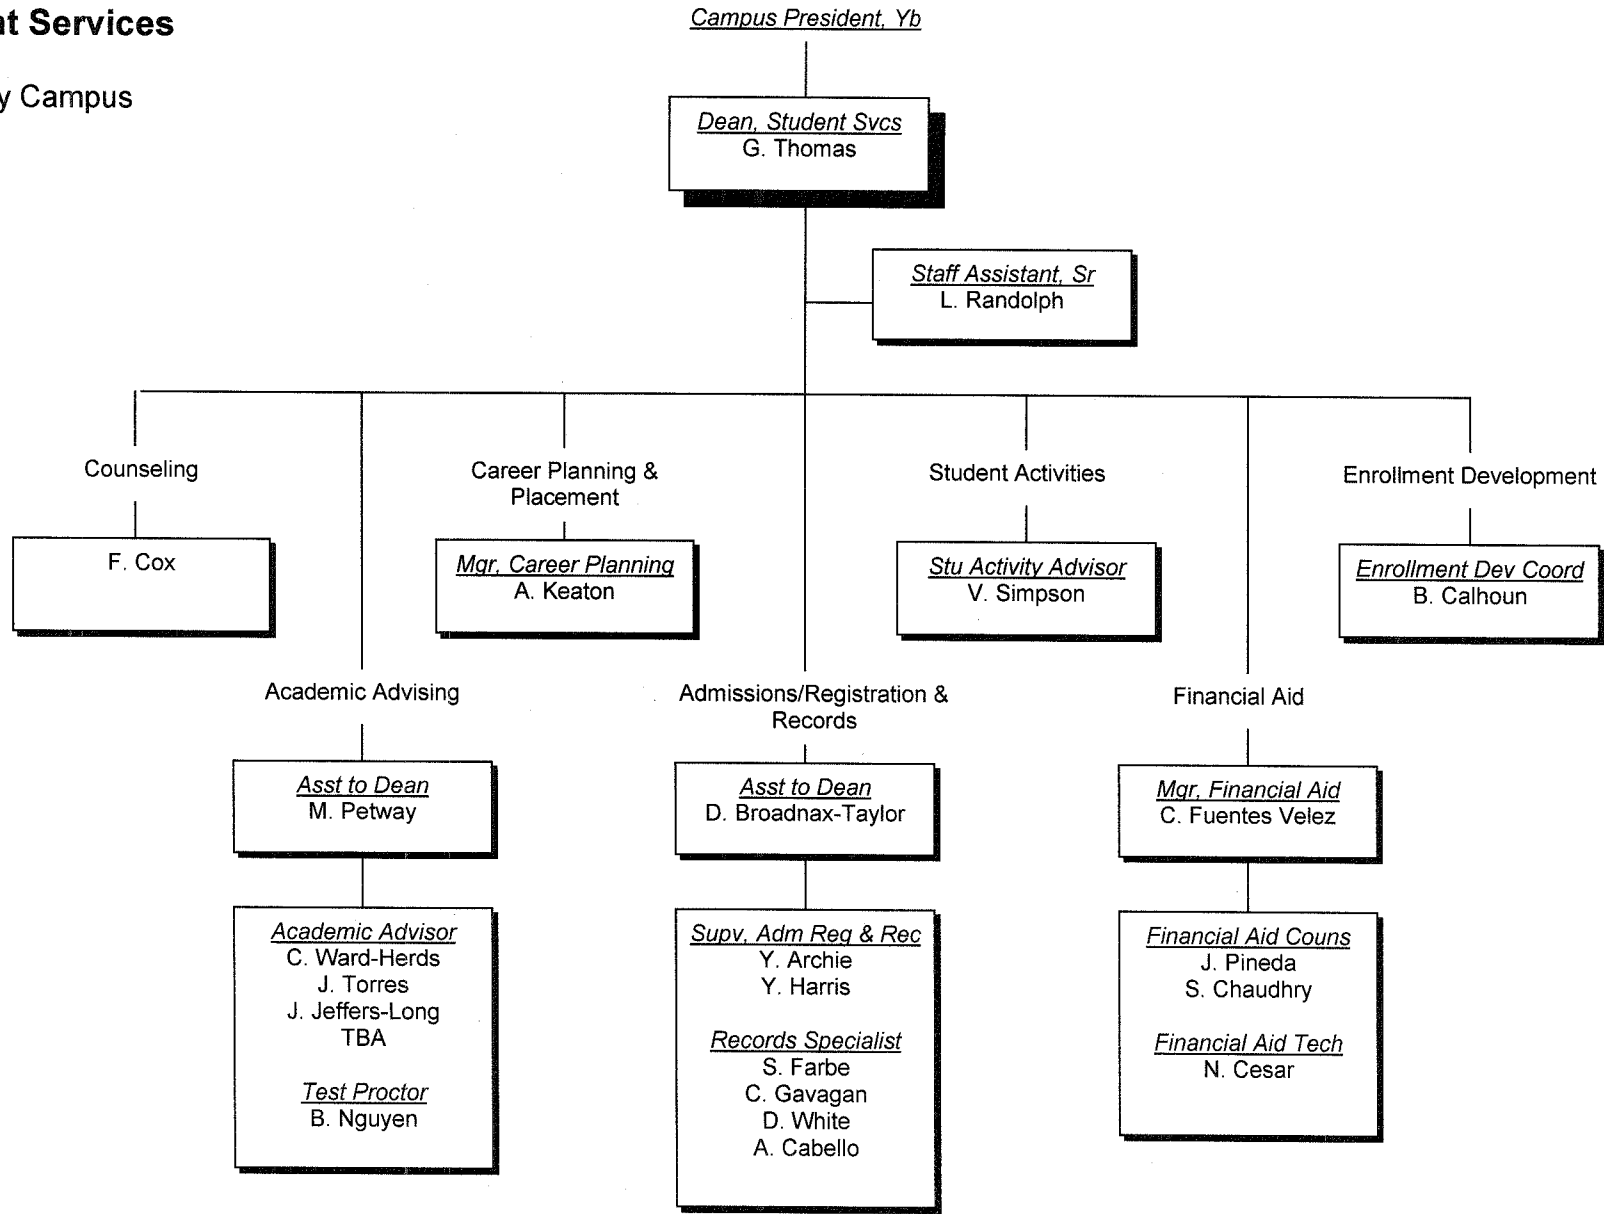 nt Services
y Campus
Campus President, Yb
Dean, Student Svcs
G. Thomas
Staff Assistant, Sr
L. Randolph
Counseling
F. Cox
Career Planning &
Placement
Mgr, Career Planning
A. Keaton
Student Activities
Stu Activity Advisor
V. Simpson
Enrollment Development
Enrollment Dev Coord
B. Calhoun
Academic Advising
Asst to Dean
M. Petway
Academic Advisor
C. Ward-Herds
J. Torres
J. Jeffers-Long
TBA
Test Proctor
B. Nguyen
Admissions/Registration &
Records
Asst to Dean
D. Broadnax-Taylor
Supv, Adm Reg & Rec
Y. Archie
Y. Harris
Records Specialist
S. Farbe
C. Gavagan
D. White
A. Cabello
Financial Aid
Mgr, Financial Aid
C. Fuentes Velez
Financial Aid Couns
J. Pineda
S. Chaudhry
Financial Aid Tech
N. Cesar